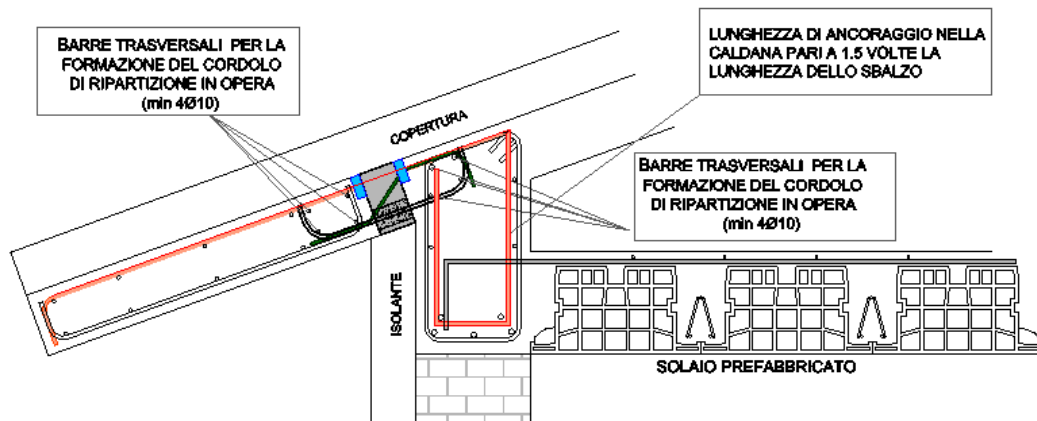 BARRE TRASVERSALI PER LA
FORMAZIONE DEL CORDOLO
DI RIPARTIZIONE IN OPERA
(min 4Ø10)
LUNGHEZZA DI ANCORAGGIO NELLA
CALDANA PARI A 1.5 VOLTE LA
LUNGHEZZA DELLO SBALZO
COPERTURA
BARRE TRASVERSALI PER LA
FORMAZIONE DEL CORDOLO
DI RIPARTIZIONE IN OPERA
(min 4Ø10)
ISOLANTE
SOLAIO PREFABBRICATO